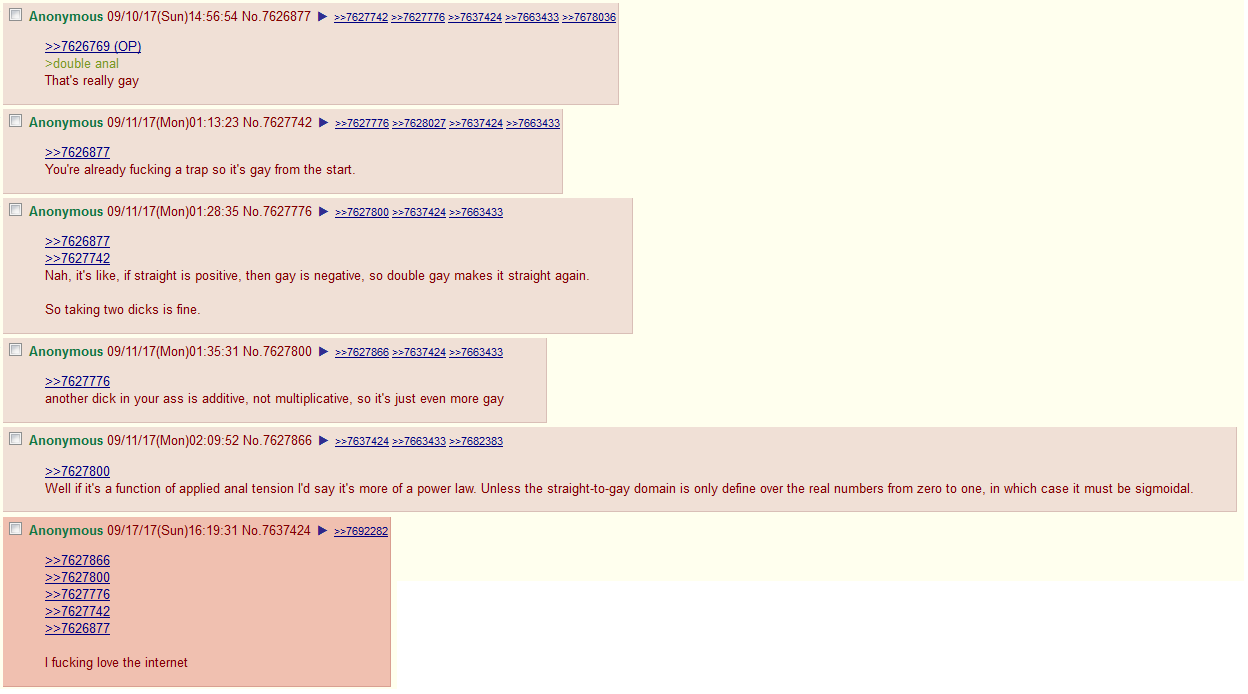 Anonymous 09/10/17(Sun)14:56:54 No.7626877 ▶ >>7627742 >>7627776 >>7637424 >>7663433 >>7678036
>>7626769 (OP)
>double anal
That's really gay
Anonymous 09/11/17(Mon)01:13:23 No.7627742 ▶ >>7627776 >>7628027 >>7637424 >>7663433
>>7626877
You're already fucking a trap so it's gay from the start.
Anonymous 09/11/17(Mon)01:28:35 No.7627776 ▶ >>7627800 >>7637424 >>7663433
>>7626877
>>7627742
Nah, it's like, if straight is positive, then gay is negative, so double gay makes it straight again.
So taking two dicks is fine.
Anonymous 09/11/17(Mon)01:35:31 No.7627800 ▶ >>7627866 >>7637424 >>7663433
>>7627776
another dick in your ass is additive, not multiplicative, so it's just even more gay
Anonymous 09/11/17(Mon)02:09:52 No.7627866 ▶ >>7637424 >>7663433 >>7682383
>>7627800
Well if it's a function of applied anal tension I'd say it's more of a power law. Unless the straight-to-gay domain is only define over the real numbers from zero to one, in which case it must be sigmoidal.
Anonymous 09/17/17(Sun)16:19:31 No.7637424 ▶ >>7692282
>>7627866
>>7627800
>>7627776
>>7627742
>>7626877
I fucking love the internet